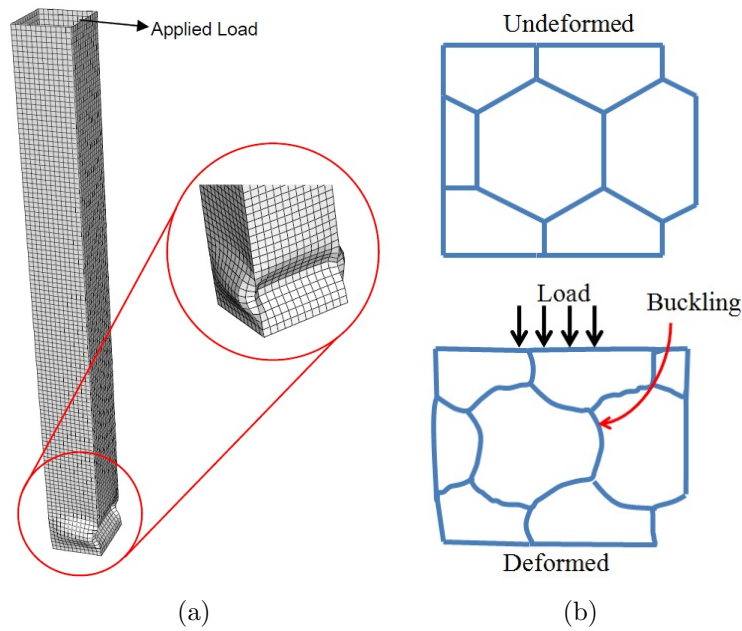 Applied Load
Undeformed
Load
Buckling
Deformed
(a)
(b)